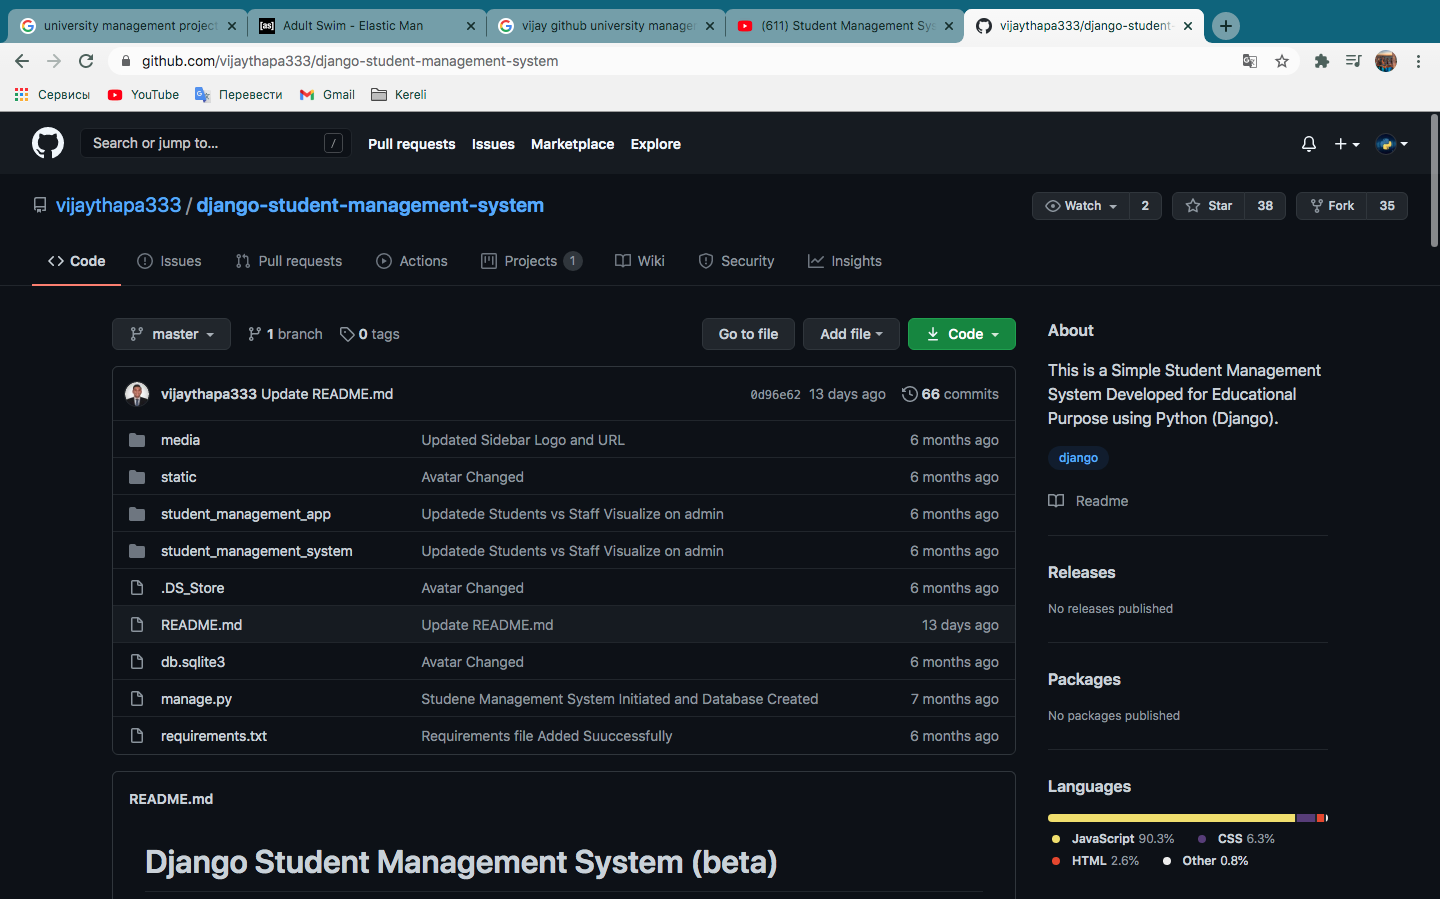 university management project
Adult Swim - Elastic Man
vijay github university manage
(611) Student Management Sy
vijaythapa333/django-student-
github.com/vijaythapa333/django-student-management-system
Сервисы
YouTube
Перевести
Gmail
Kereli
Search or jump to...
/
Pull requests
Issues
Marketplace
Explore
vijaythapa333 / django-student-management-system
Watch 2
Star 38
Fork 35
Code
Issues
Pull requests
Actions
Projects 1
Wiki
Security
Insights
master
1 branch
0 tags
Go to file
Add file
Code
vijaythapa333 Update README.md 0d96e62 13 days ago 66 commits
media Updated Sidebar Logo and URL 6 months ago
static Avatar Changed 6 months ago
student_management_app Updatede Students vs Staff Visualize on admin 6 months ago
student_management_system Updatede Students vs Staff Visualize on admin 6 months ago
.DS_Store Avatar Changed 6 months ago
README.md Update README.md 13 days ago
db.sqlite3 Avatar Changed 6 months ago
manage.py Studene Management System Initiated and Database Created 7 months ago
requirements.txt Requirements file Added Suuccessfully 6 months ago
README.md
Django Student Management System (beta)
About
This is a Simple Student Management
System Developed for Educational
Purpose using Python (Django).
django
Readme
Releases
No releases published
Packages
No packages published
Languages
JavaScript 90.3%
CSS 6.3%
HTML 2.6%
Other 0.8%